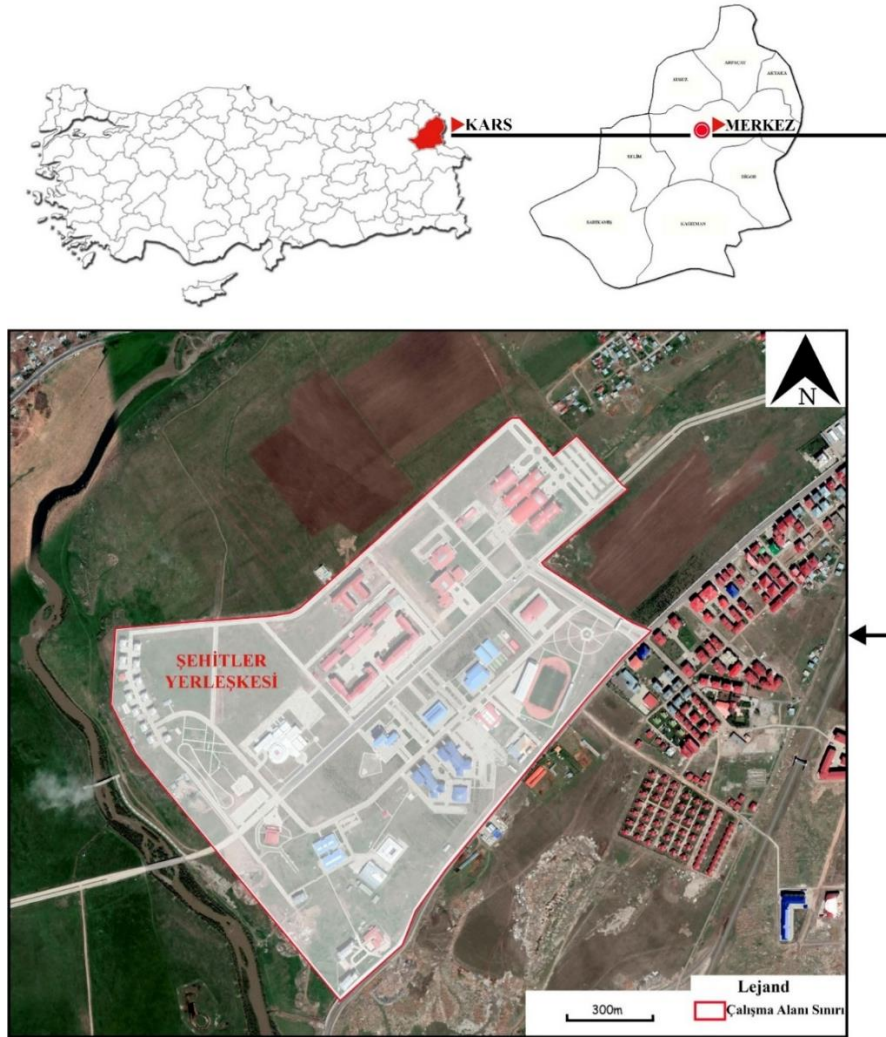 KARS
ARPAÇAY
AKYAKA
MERKEZ
SELİM
DİGOR
SARIKAMIŞ
KAĞIZMAN
ŞEHİTLER
YERLEŞKESİ
N
Lejand
300m
Çalışma Alanı Sınırı